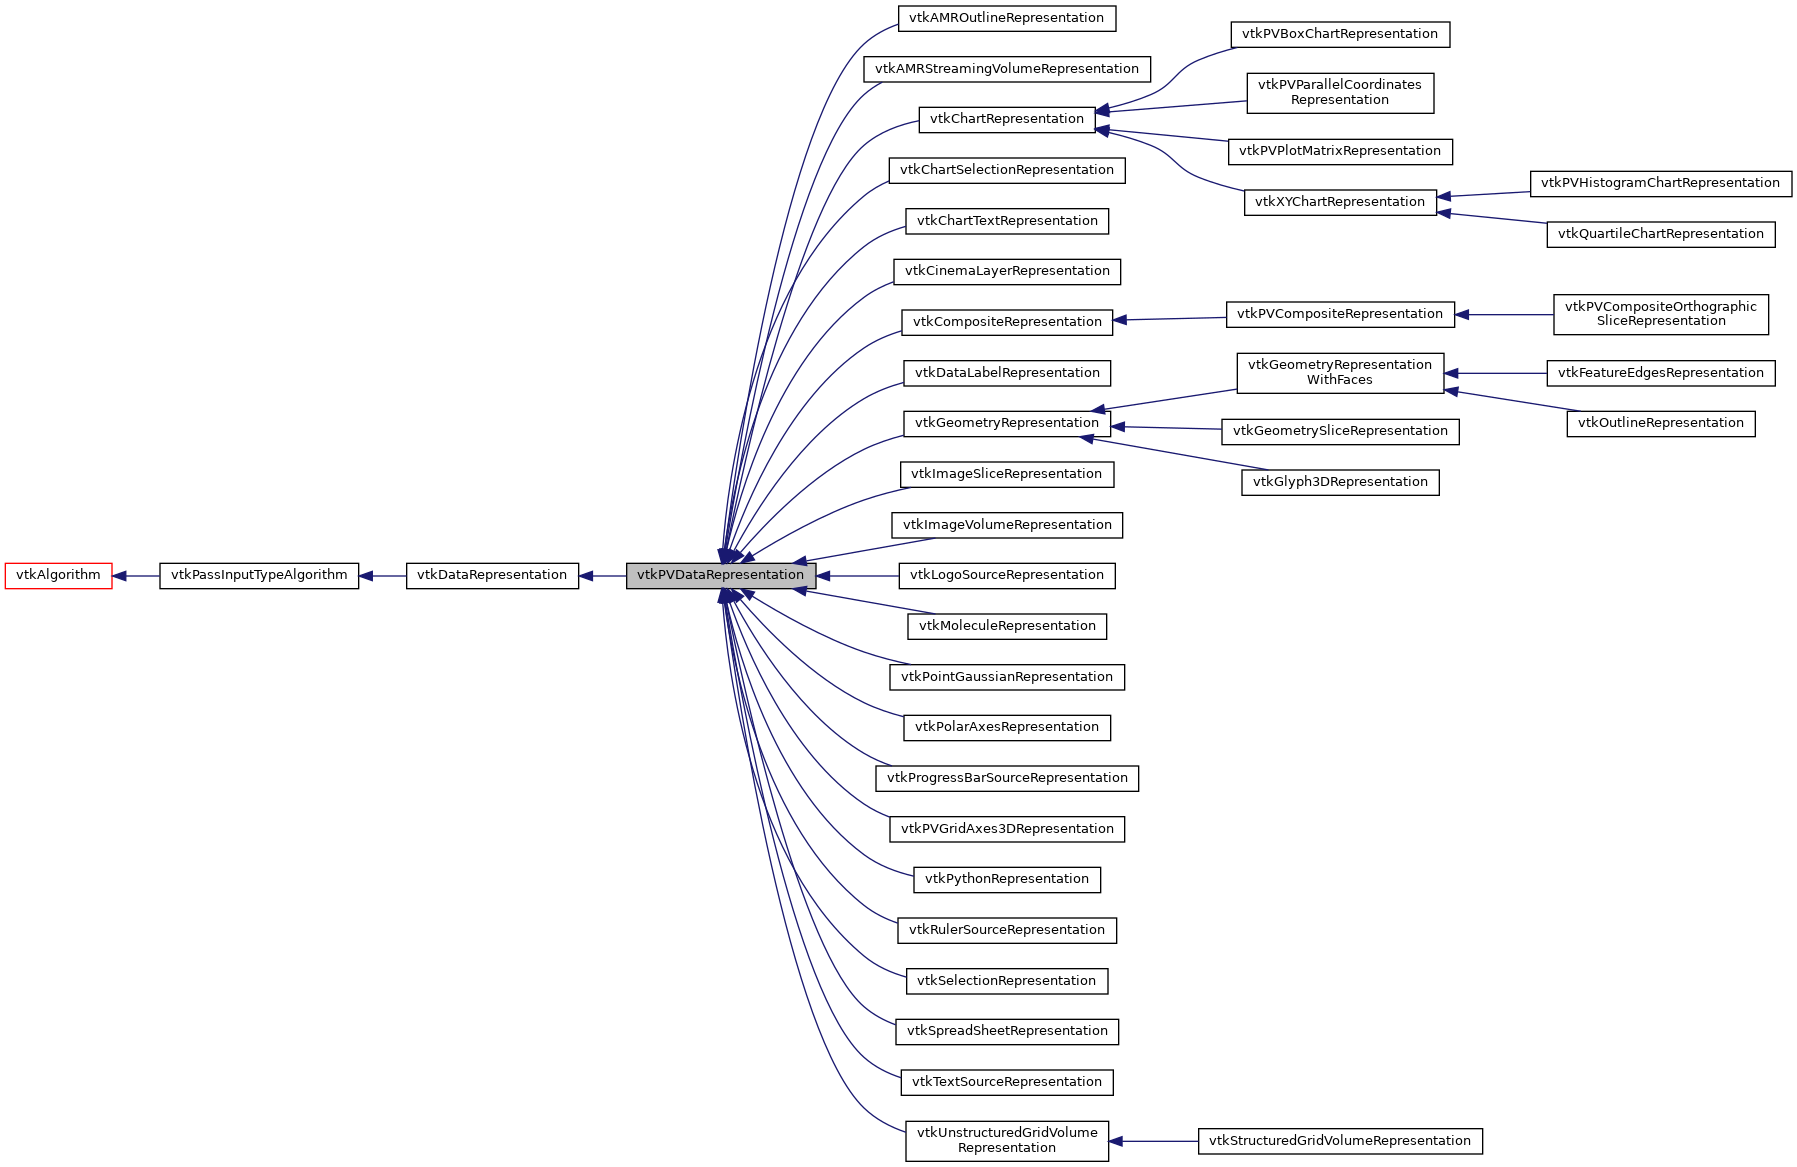 vtkAMROutlineRepresentation
vtkPVBoxChartRepresentation
vtkAMRStreamingVolumeRepresentation
vtkPVParallelCoordinates
Representation
vtkChartRepresentation
vtkPVPlotMatrixRepresentation
vtkChartSelectionRepresentation
vtkPVHistogramChartRepresentation
vtkXYChartRepresentation
vtkChartTextRepresentation
vtkQuartileChartRepresentation
vtkCinemaLayerRepresentation
vtkCompositeRepresentation
vtkPVCompositeRepresentation
vtkPVCompositeOrthographic
SliceRepresentation
vtkDataLabelRepresentation
vtkGeometryRepresentation
WithFaces
vtkFeatureEdgesRepresentation
vtkGeometryRepresentation
vtkGeometrySliceRepresentation
vtkOutlineRepresentation
vtkImageSliceRepresentation
vtkGlyph3DRepresentation
vtkImageVolumeRepresentation
vtkAlgorithm
vtkPassInputTypeAlgorithm
vtkDataRepresentation
vtkPVDataRepresentation
vtkLogoSourceRepresentation
vtkMoleculeRepresentation
vtkPointGaussianRepresentation
vtkPolarAxesRepresentation
vtkProgressBarSourceRepresentation
vtkPVGridAxes3DRepresentation
vtkPythonRepresentation
vtkRulerSourceRepresentation
vtkSelectionRepresentation
vtkSpreadSheetRepresentation
vtkTextSourceRepresentation
vtkUnstructuredGridVolume
Representation
vtkStructuredGridVolumeRepresentation